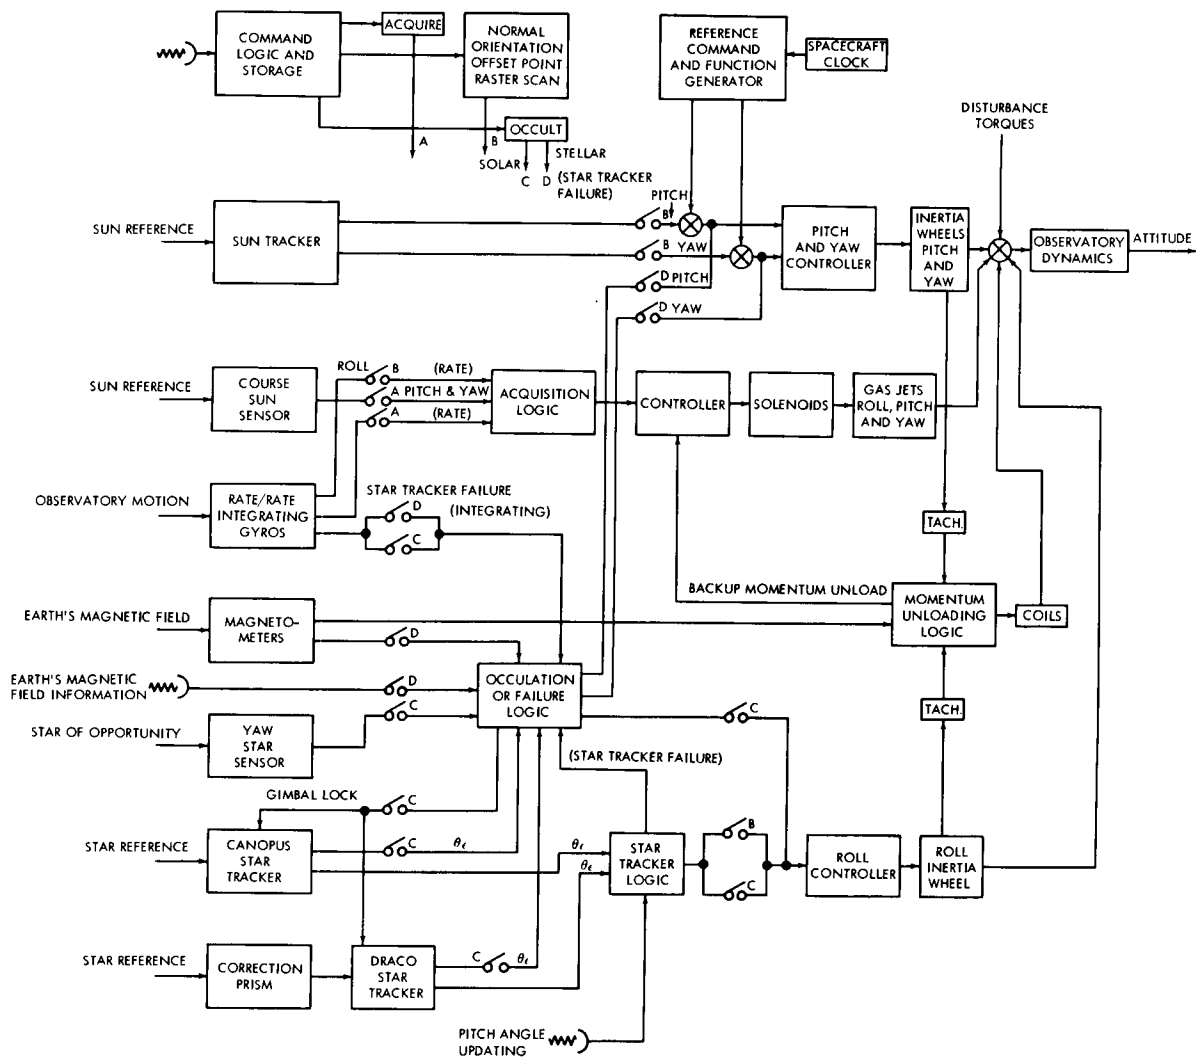 COMMAND
LOGIC AND
STORAGE
ACQUIRE
NORMAL
ORIENTATION
OFFSET POINT
RASTER SCAN
REFERENCE
COMMAND
AND FUNCTION
GENERATOR
SPACECRAFT
CLOCK
A
B
OCCULT
SOLAR
STELLAR
C
D
(STAR TRACKER
FAILURE)
DISTURBANCE
TORQUES
SUN REFERENCE
SUN TRACKER
B
PITCH
B
YAW
D
PITCH
D
YAW
PITCH
AND YAW
CONTROLLER
INERTIA
WHEELS
PITCH
AND
YAW
OBSERVATORY
DYNAMICS
ATTITUDE
SUN REFERENCE
COURSE
SUN
SENSOR
ROLL
B
(RATE)
A
PITCH & YAW
A
(RATE)
ACQUISITION
LOGIC
CONTROLLER
SOLENOIDS
GAS JETS
ROLL, PITCH
AND YAW
OBSERVATORY MOTION
RATE/RATE
INTEGRATING
GYROS
STAR TRACKER FAILURE
D
(INTEGRATING)
C
TACH.
EARTH'S MAGNETIC FIELD
MAGNETO-
METERS
D
BACKUP MOMENTUM UNLOAD
MOMENTUM
UNLOADING
LOGIC
COILS
EARTH'S MAGNETIC
FIELD INFORMATION
D
OCCULATION
OR FAILURE
LOGIC
STAR OF OPPORTUNITY
YAW
STAR
SENSOR
C
C
TACH.
(STAR TRACKER FAILURE)
GIMBAL LOCK
C
STAR REFERENCE
CANOPUS
STAR
TRACKER
C
θε
θε
θε
STAR
TRACKER
LOGIC
B
C
ROLL
CONTROLLER
ROLL
INERTIA
WHEEL
STAR REFERENCE
CORRECTION
PRISM
DRACO
STAR
TRACKER
C
θε
PITCH ANGLE
UPDATING